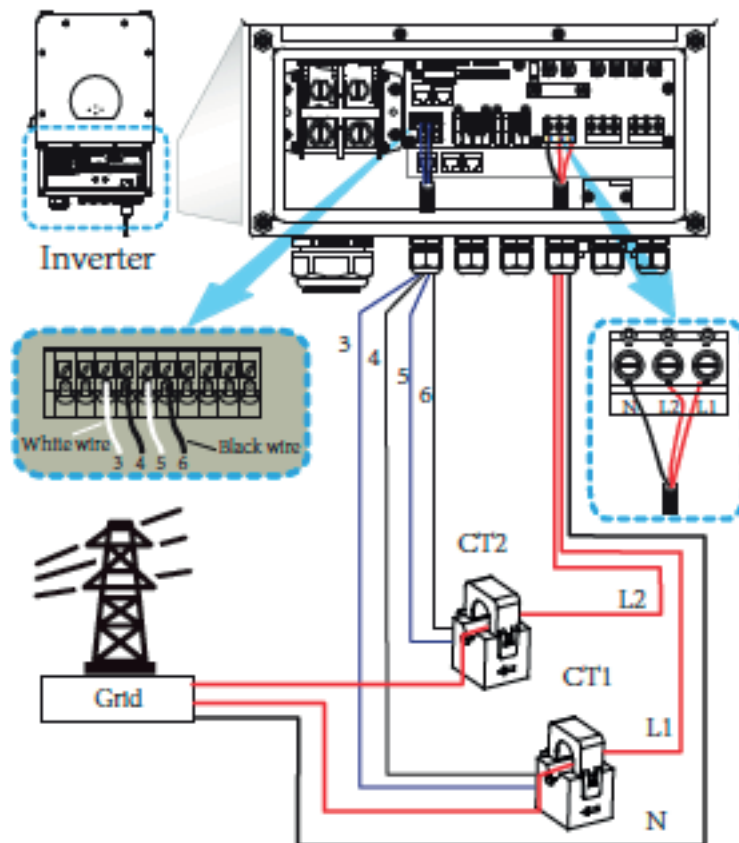 Inverter
3
4
5
6
White wire
3 4 5 6
Black wire
N L2 L1
CT2
L2
Grid
CT1
L1
N